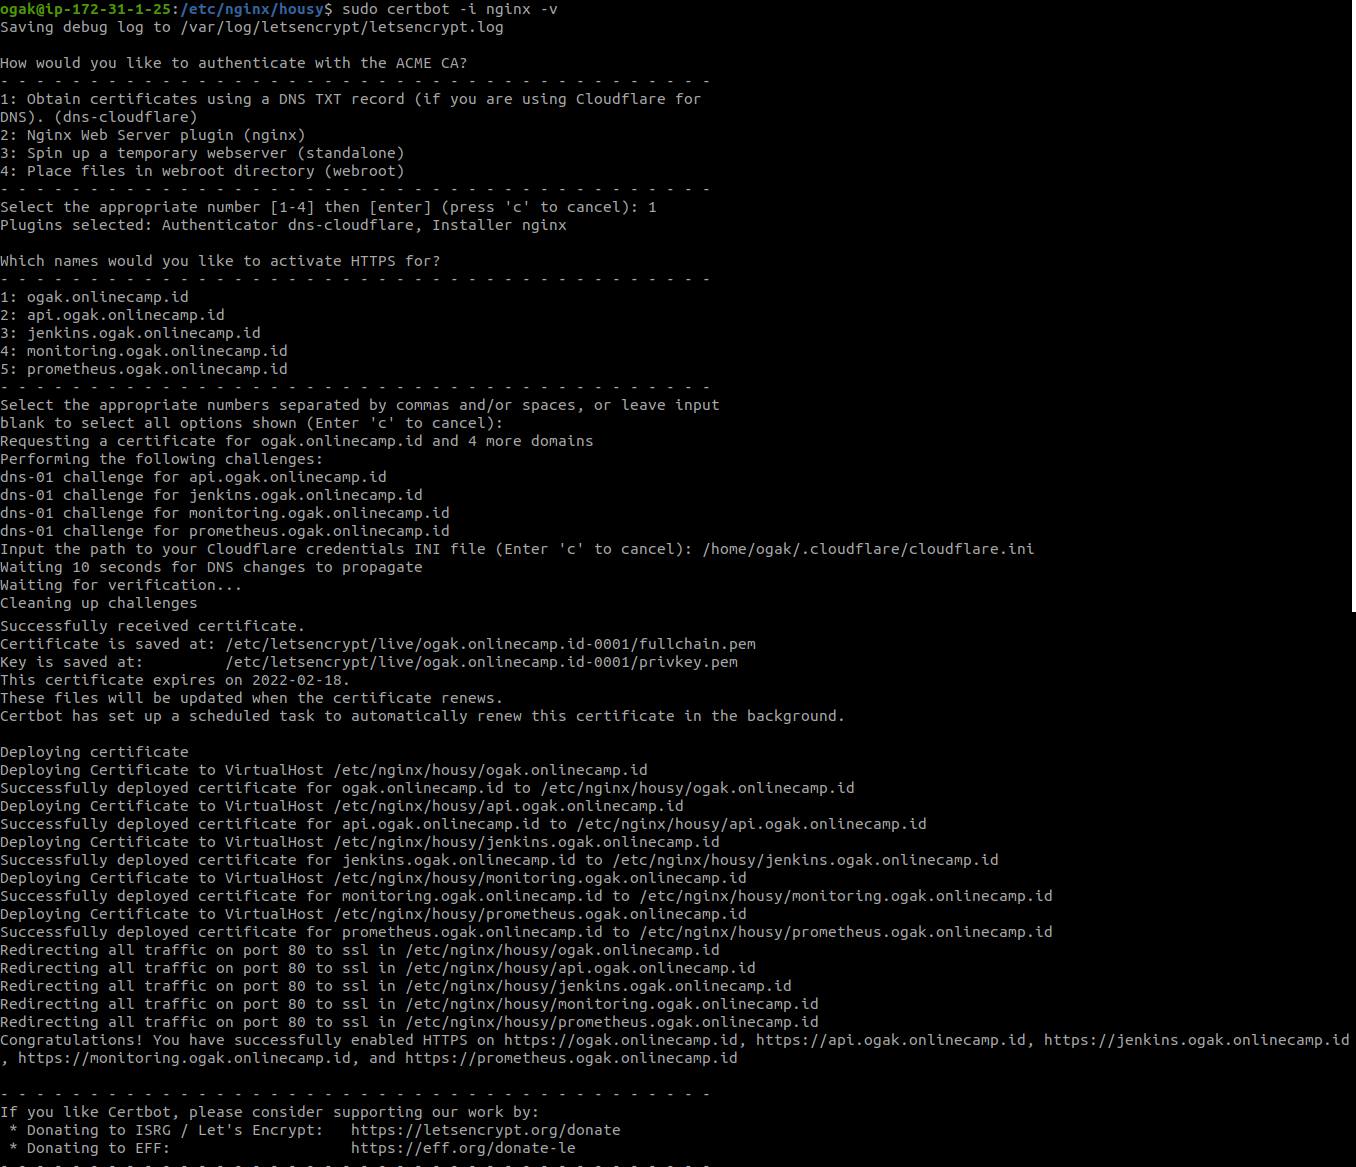 ogak@ip-172-31-1-25:/etc/nginx/housy$ sudo certbot -i nginx -v
Saving debug log to /var/log/letsencrypt/letsencrypt.log
How would you like to authenticate with the ACME CA?
- - - - - - - - - - - - - - - - - - - - - - - - - - - - - - - - - - - - - - - -
1: Obtain certificates using a DNS TXT record (if you are using Cloudflare for
DNS). (dns-cloudflare)
2: Nginx Web Server plugin (nginx)
3: Spin up a temporary webserver (standalone)
4: Place files in webroot directory (webroot)
- - - - - - - - - - - - - - - - - - - - - - - - - - - - - - - - - - - - - - - -
Select the appropriate number [1-4] then [enter] (press 'c' to cancel): 1
Plugins selected: Authenticator dns-cloudflare, Installer nginx
Which names would you like to activate HTTPS for?
- - - - - - - - - - - - - - - - - - - - - - - - - - - - - - - - - - - - - - - -
1: ogak.onlinecamp.id
2: api.ogak.onlinecamp.id
3: jenkins.ogak.onlinecamp.id
4: monitoring.ogak.onlinecamp.id
5: prometheus.ogak.onlinecamp.id
- - - - - - - - - - - - - - - - - - - - - - - - - - - - - - - - - - - - - - - -
Select the appropriate numbers separated by commas and/or spaces, or leave input
blank to select all options shown (Enter 'c' to cancel):
Requesting a certificate for ogak.onlinecamp.id and 4 more domains
Performing the following challenges:
dns-01 challenge for api.ogak.onlinecamp.id
dns-01 challenge for jenkins.ogak.onlinecamp.id
dns-01 challenge for monitoring.ogak.onlinecamp.id
dns-01 challenge for prometheus.ogak.onlinecamp.id
Input the path to your Cloudflare credentials INI file (Enter 'c' to cancel): /home/ogak/.cloudflare/cloudflare.ini
Waiting 10 seconds for DNS changes to propagate
Waiting for verification...
Cleaning up challenges
Successfully received certificate.
Certificate is saved at: /etc/letsencrypt/live/ogak.onlinecamp.id-0001/fullchain.pem
Key is saved at:         /etc/letsencrypt/live/ogak.onlinecamp.id-0001/privkey.pem
This certificate expires on 2022-02-18.
These files will be updated when the certificate renews.
Certbot has set up a scheduled task to automatically renew this certificate in the background.
Deploying certificate
Deploying Certificate to VirtualHost /etc/nginx/housy/ogak.onlinecamp.id
Successfully deployed certificate for ogak.onlinecamp.id to /etc/nginx/housy/ogak.onlinecamp.id
Deploying Certificate to VirtualHost /etc/nginx/housy/api.ogak.onlinecamp.id
Successfully deployed certificate for api.ogak.onlinecamp.id to /etc/nginx/housy/api.ogak.onlinecamp.id
Deploying Certificate to VirtualHost /etc/nginx/housy/jenkins.ogak.onlinecamp.id
Successfully deployed certificate for jenkins.ogak.onlinecamp.id to /etc/nginx/housy/jenkins.ogak.onlinecamp.id
Deploying Certificate to VirtualHost /etc/nginx/housy/monitoring.ogak.onlinecamp.id
Successfully deployed certificate for monitoring.ogak.onlinecamp.id to /etc/nginx/housy/monitoring.ogak.onlinecamp.id
Deploying Certificate to VirtualHost /etc/nginx/housy/prometheus.ogak.onlinecamp.id
Successfully deployed certificate for prometheus.ogak.onlinecamp.id to /etc/nginx/housy/prometheus.ogak.onlinecamp.id
Redirecting all traffic on port 80 to ssl in /etc/nginx/housy/ogak.onlinecamp.id
Redirecting all traffic on port 80 to ssl in /etc/nginx/housy/api.ogak.onlinecamp.id
Redirecting all traffic on port 80 to ssl in /etc/nginx/housy/jenkins.ogak.onlinecamp.id
Redirecting all traffic on port 80 to ssl in /etc/nginx/housy/monitoring.ogak.onlinecamp.id
Redirecting all traffic on port 80 to ssl in /etc/nginx/housy/prometheus.ogak.onlinecamp.id
Congratulations! You have successfully enabled HTTPS on https://ogak.onlinecamp.id, https://api.ogak.onlinecamp.id, https://jenkins.ogak.onlinecamp.id
, https://monitoring.ogak.onlinecamp.id, and https://prometheus.ogak.onlinecamp.id
- - - - - - - - - - - - - - - - - - - - - - - - - - - - - - - - - - - - - - - -
If you like Certbot, please consider supporting our work by:
 * Donating to ISRG / Let's Encrypt:   https://letsencrypt.org/donate
 * Donating to EFF:                    https://eff.org/donate-le
- - - - - - - - - - - - - - - - - - - - - - - - - - - - - - - - - - - - - - - -